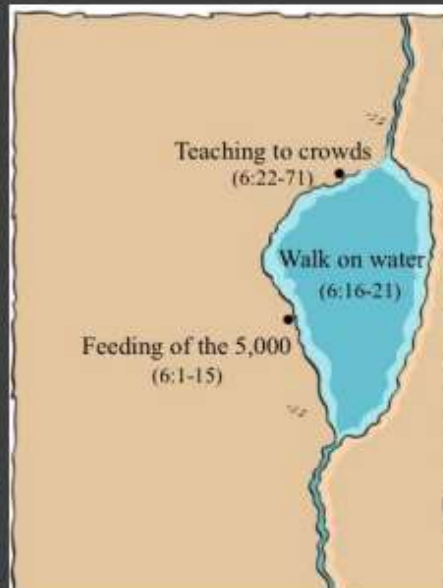 Teaching to crowds
(6:22-71)
Walk on water
(6:16-21)
Feeding of the 5,000
(6:1-15)